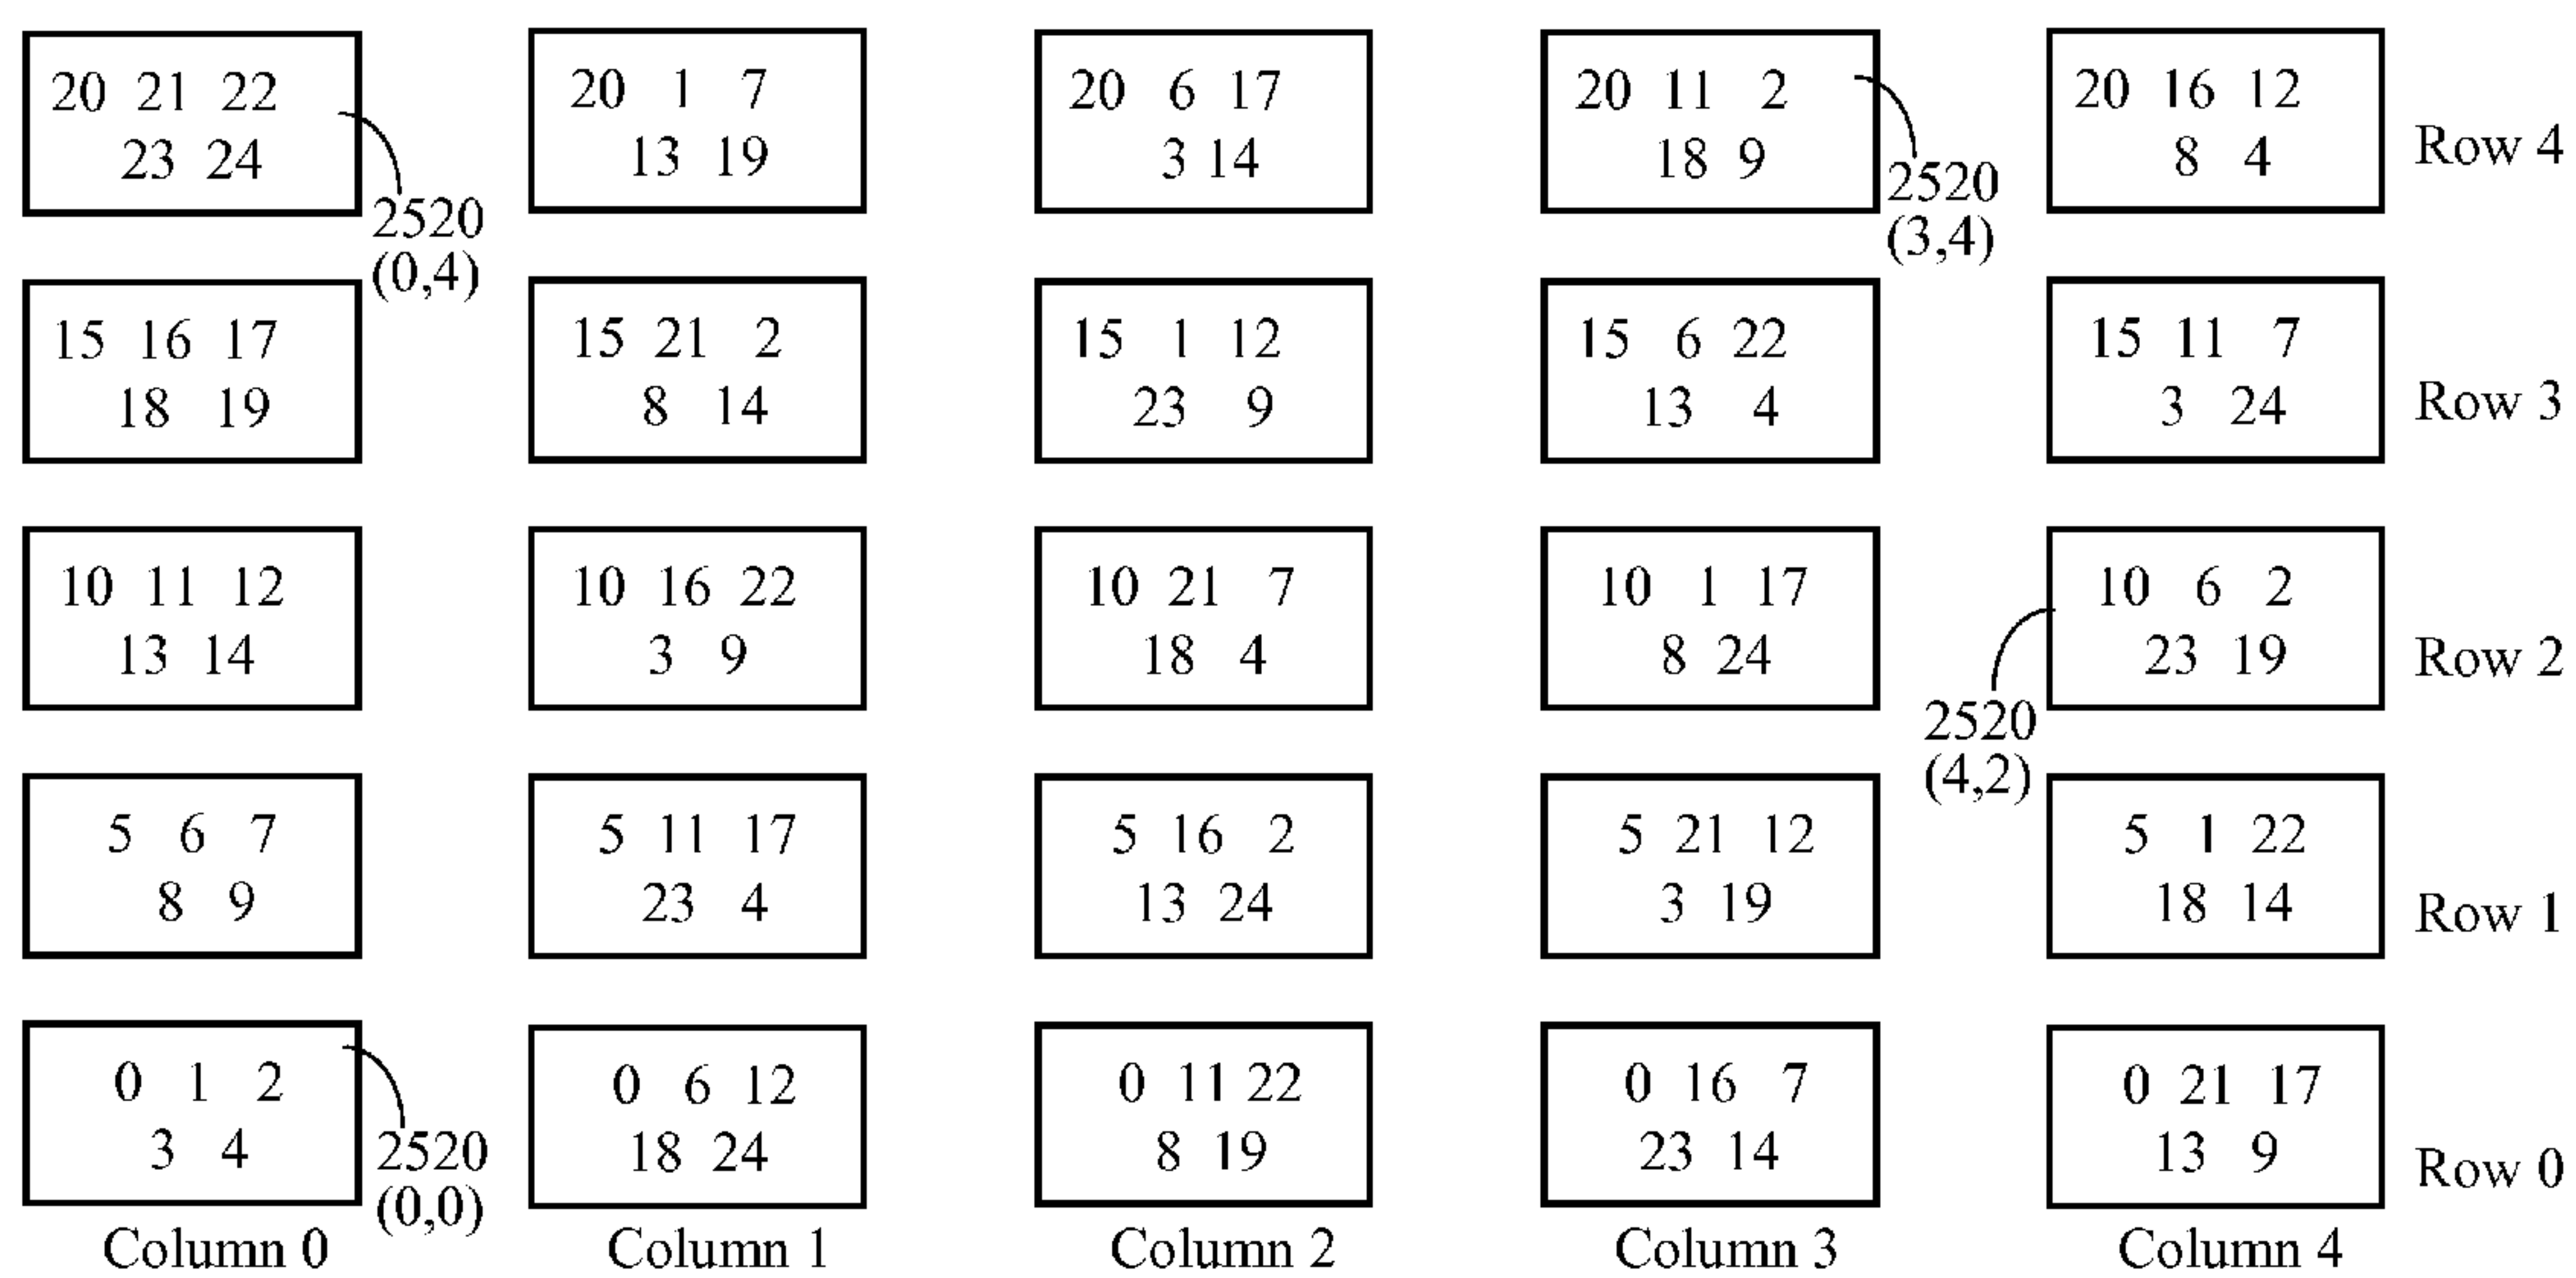 20 21 22
23 24
20 1 7
13 19
20 6 17
3 14
20 11 2
18 9
20 16 12
8 4
Row 4
2520
(0,4)
2520
(3,4)
15 16 17
18 19
15 21 2
8 14
15 1 12
23 9
15 6 22
13 4
15 11 7
3 24
Row 3
10 11 12
13 14
10 16 22
3 9
10 21 7
18 4
10 1 17
8 24
10 6 2
23 19
Row 2
2520
(4,2)
5 6 7
8 9
5 11 17
23 4
5 16 2
13 24
5 21 12
3 19
5 1 22
18 14
Row 1
0 1 2
3 4
2520
(0,0)
0 6 12
18 24
0 11 22
8 19
0 16 7
23 14
0 21 17
13 9
Row 0
Column 0
Column 1
Column 2
Column 3
Column 4